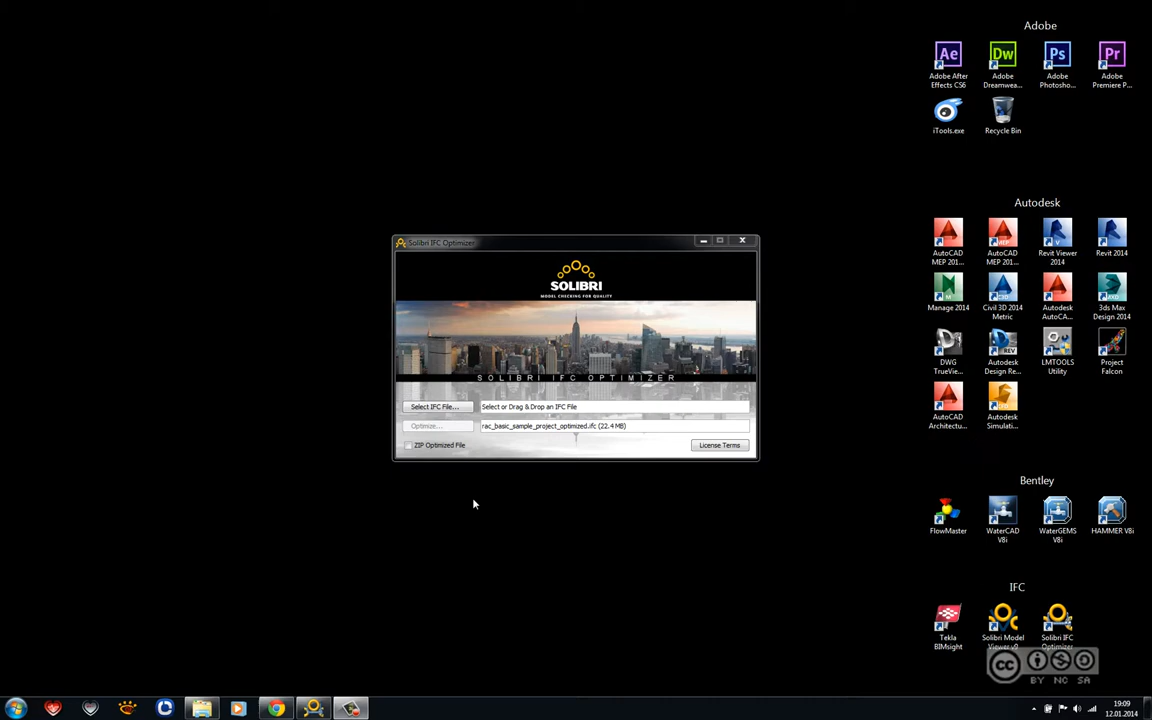 Adobe
Adobe After Effects CS6
Adobe Dreamwea...
Adobe Photosho...
Adobe Premiere P...
iTools.exe
Recycle Bin
Autodesk
AutoCAD MEP 201...
AutoCAD MEP 201...
Revit Viewer 2014
Revit 2014
Manage 2014
Civil 3D 2014 Metric
Autodesk AutoCA...
3ds Max Design 2014
DWG TrueView...
Autodesk Design Re...
LMTOOLS Utility
Project Falcon
AutoCAD Architectu...
Autodesk Simulati...
Solibri IFC Optimizer
SOLIBRI
MODEL CHECKING FOR QUALITY
SOLIBRI IFC OPTIMIZER
Select IFC File...
Select or Drag & Drop an IFC File
Optimize...
rac_basic_sample_project_optimized.ifc (22.4 MB)
ZIP Optimized File
License Terms
Bentley
FlowMaster
WaterCAD V8i
WaterGEMS V8i
HAMMER V8i
IFC
Tekla BIMsight
Solibri Model Viewer v9
Solibri IFC Optimizer
cc
BY NC SA
19:09
12.01.2014